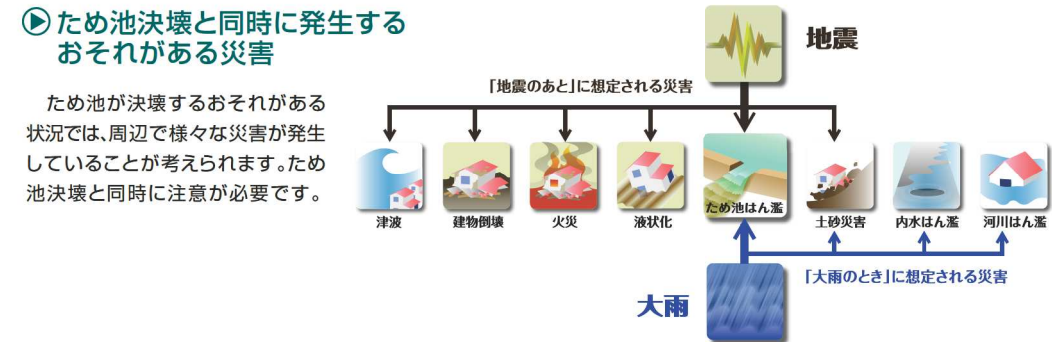 ため池決壊と同時に発生する
おそれがある災害
ため池が決壊するおそれがある
状況では、周辺で様々な災害が発生
していることが考えられます。ため
池決壊と同時に注意が必要です。
地震
「地震のあと」に想定される災害
津波
建物倒壊
火災
液状化
ため池はん濫
土砂災害
内水はん濫
河川はん濫
「大雨のとき」に想定される災害
大雨